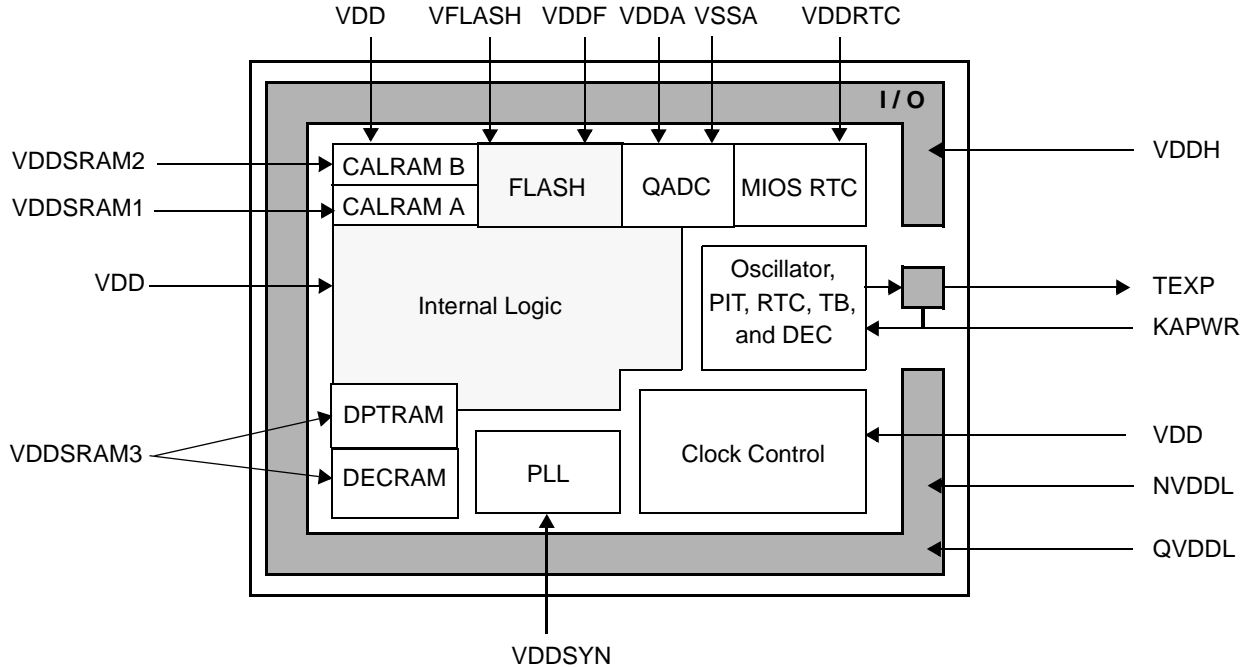 VDD VFLASH VDDF VDDA VSSA VDDRTC
I / O
VDDSRAM2
CALRAM B
FLASH
QADC
MIOS RTC
VDDH
VDDSRAM1
CALRAM A
VDD
Internal Logic
Oscillator,
PIT, RTC, TB,
and DEC
TEXP
KAPWR
DPTRAM
VDDSRAM3
DECRAM
PLL
Clock Control
VDD
NVDDL
QVDDL
VDDSYN